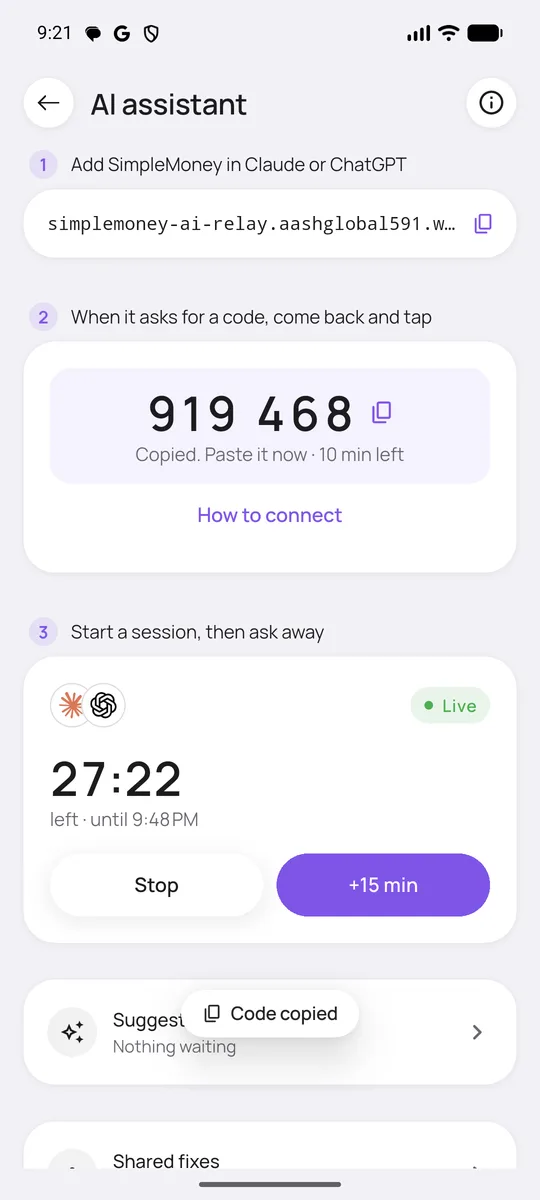 9:21
AI assistant
1 Add SimpleMoney in Claude or ChatGPT
simplemoney-ai-relay.aashglobal591.w…
2 When it asks for a code, come back and tap
919 468
Copied. Paste it now · 10 min left
How to connect
3 Start a session, then ask away
Live
27:22
left · until 9:48 PM
Stop
+15 min
Suggest
Code copied
Nothing waiting
Shared fixes